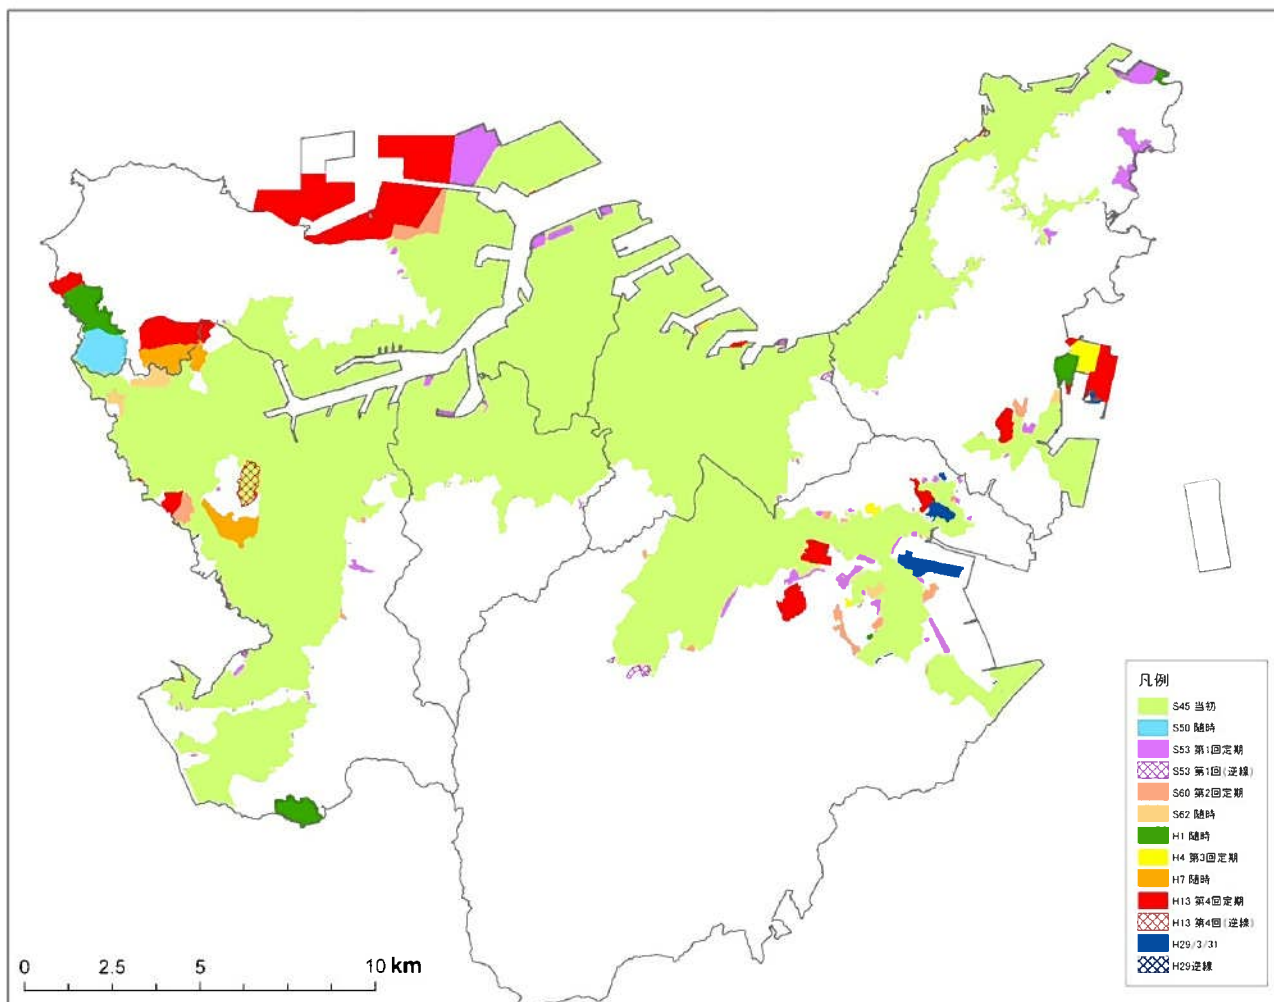 凡例
S45 当初
S50 随時
S53 第1回定期
S53 第1回(逆線)
S60 第2回定期
S62 随時
H1 随時
H4 第3回定期
H7 随時
H13 第4回定期
H13 第4回(逆線)
H29/3/31
H29逆線
0 2.5 5 10 km